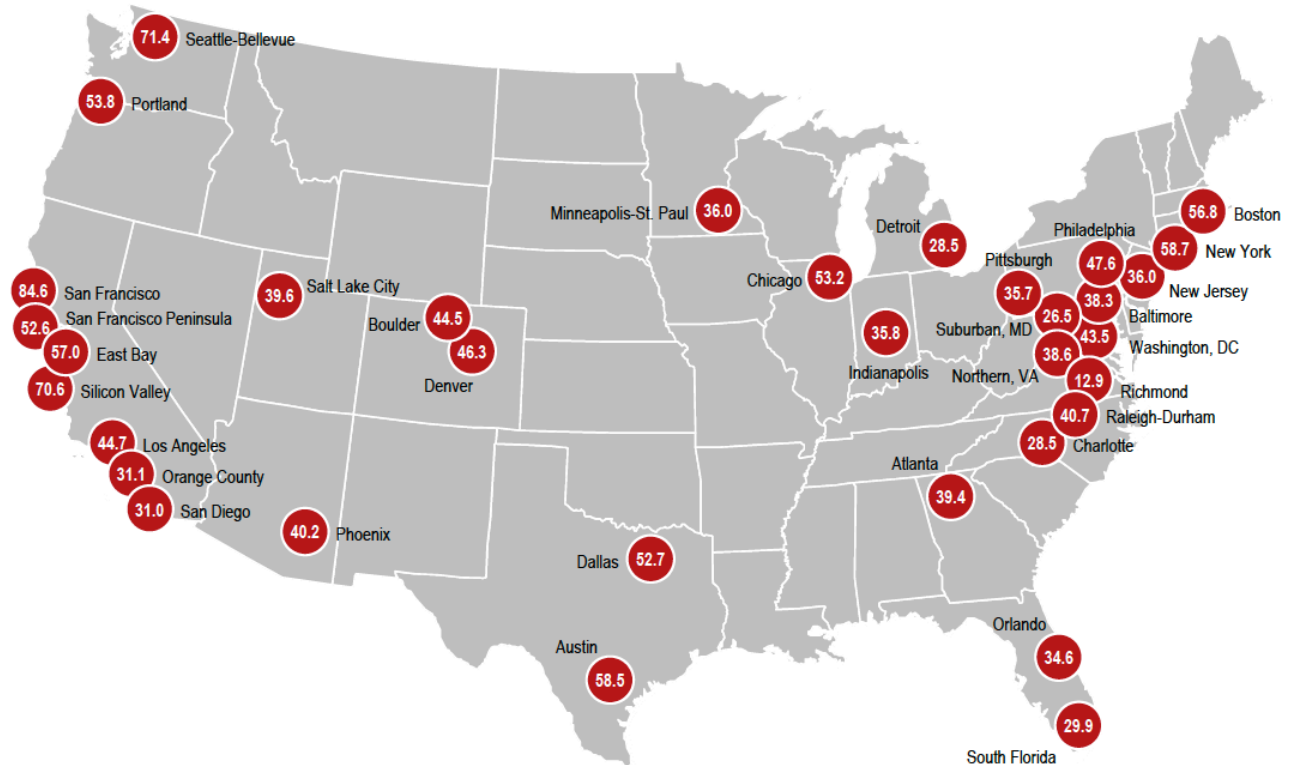 71.4 Seattle-Bellevue
53.8 Portland
Minneapolis-St. Paul 36.0
Detroit
28.5
56.8 Boston
Philadelphia
58.7 New York
Pittsburgh
47.6
36.0
New Jersey
Chicago 53.2
84.6 San Francisco
39.6 Salt Lake City
35.7
38.3
Baltimore
52.6 San Francisco Peninsula
Boulder 44.5
26.5
Suburban, MD
43.5
Washington, DC
57.0 East Bay
46.3
Denver
35.8
Indianapolis
38.6
Northern, VA
70.6 Silicon Valley
12.9
Richmond
40.7 Raleigh-Durham
44.7 Los Angeles
28.5 Charlotte
31.1 Orange County
Atlanta
39.4
31.0 San Diego
40.2 Phoenix
Dallas 52.7
Orlando
34.6
Austin
58.5
29.9
South Florida